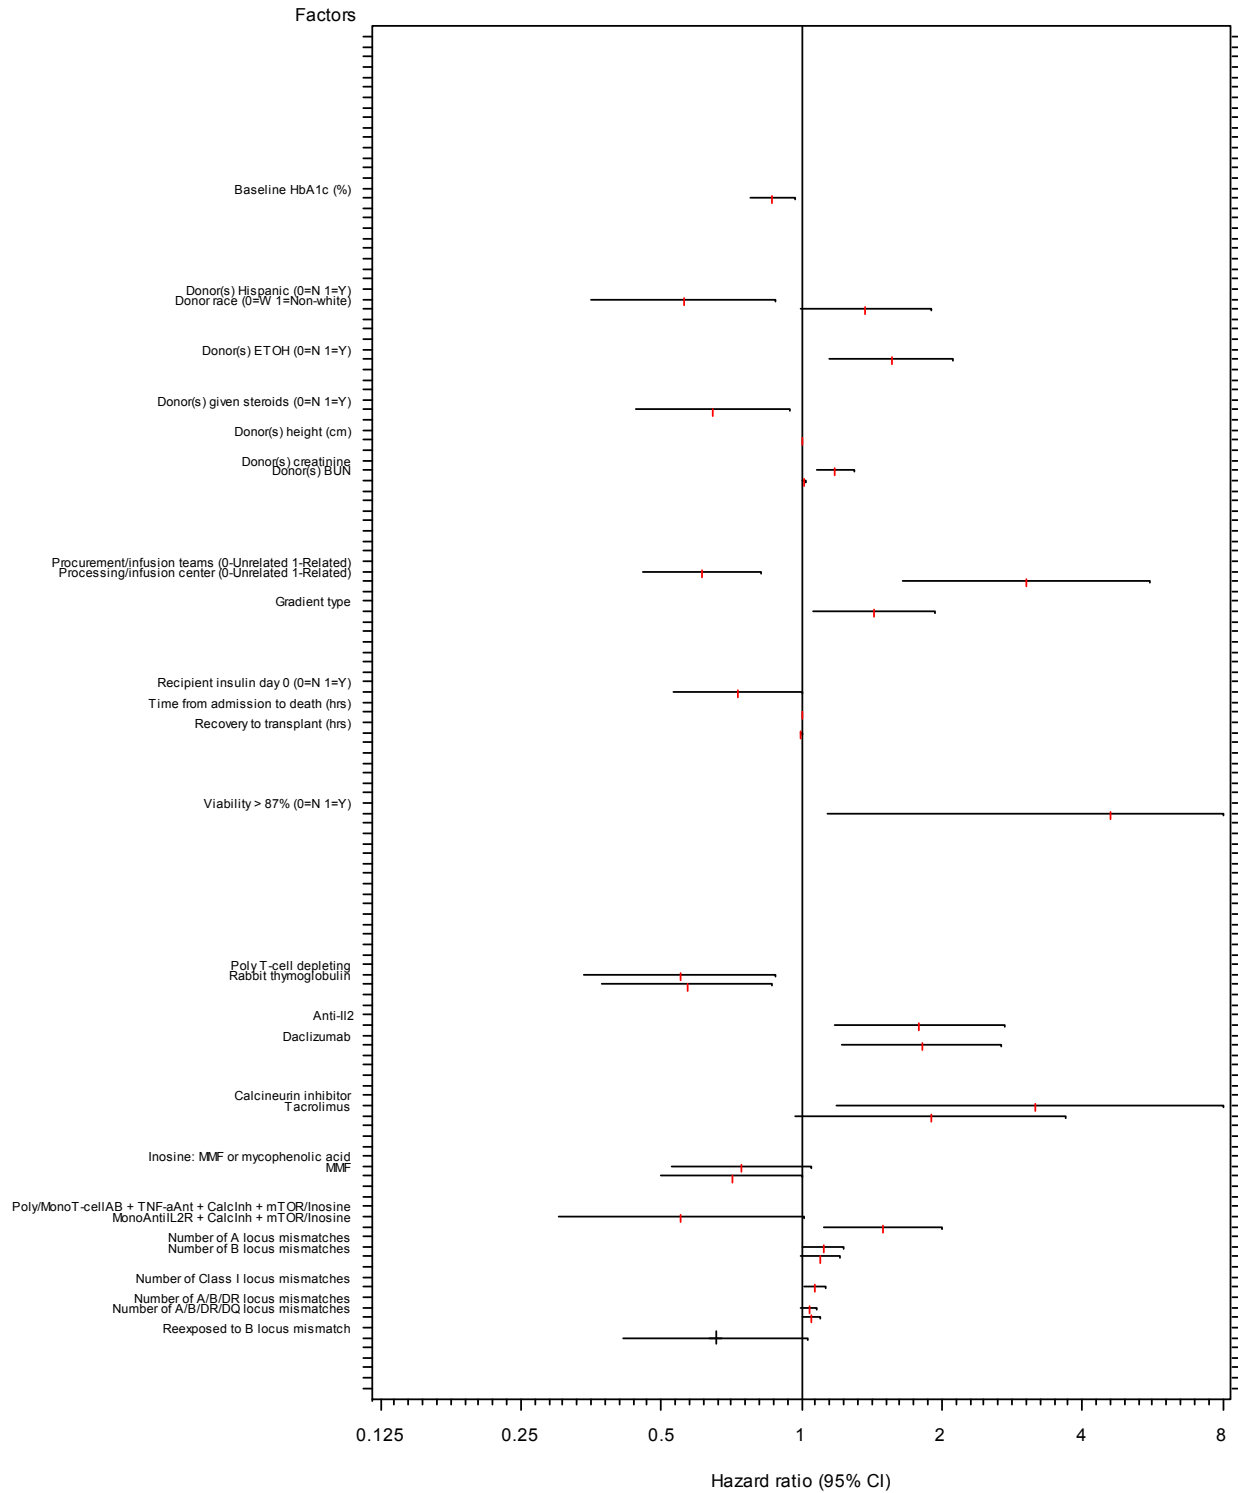 Factors
Baseline HbA1c (%)
Donor(s) Hispanic (0=N 1=Y)
Donor race (0=W 1=Non-white)
Donor(s) ETOH (0=N 1=Y)
Donor(s) given steroids (0=N 1=Y)
Donor(s) height (cm)
Donor(s) creatinine
Donor(s) BUN
Procurement/infusion teams (0-Unrelated 1-Related)
Processing/infusion center (0-Unrelated 1-Related)
Gradient type
Recipient insulin day 0 (0=N 1=Y)
Time from admission to death (hrs)
Recovery to transplant (hrs)
Viability > 87% (0=N 1=Y)
Poly T-cell depleting
Rabbit thymoglobulin
Anti-Il2
Daclizumab
Calcineurin inhibitor
Tacrolimus
Inosine: MMF or mycophenolic acid
MMF
Poly/MonoT-cellAB + TNF-aAnt + CalcInh + mTOR/Inosine
MonoAntiIL2R + CalcInh + mTOR/Inosine
Number of A locus mismatches
Number of B locus mismatches
Number of Class I locus mismatches
Number of A/B/DR locus mismatches
Number of A/B/DR/DQ locus mismatches
Reexposed to B locus mismatch
0.125 0.25 0.5 1 2 4 8
Hazard ratio (95% CI)